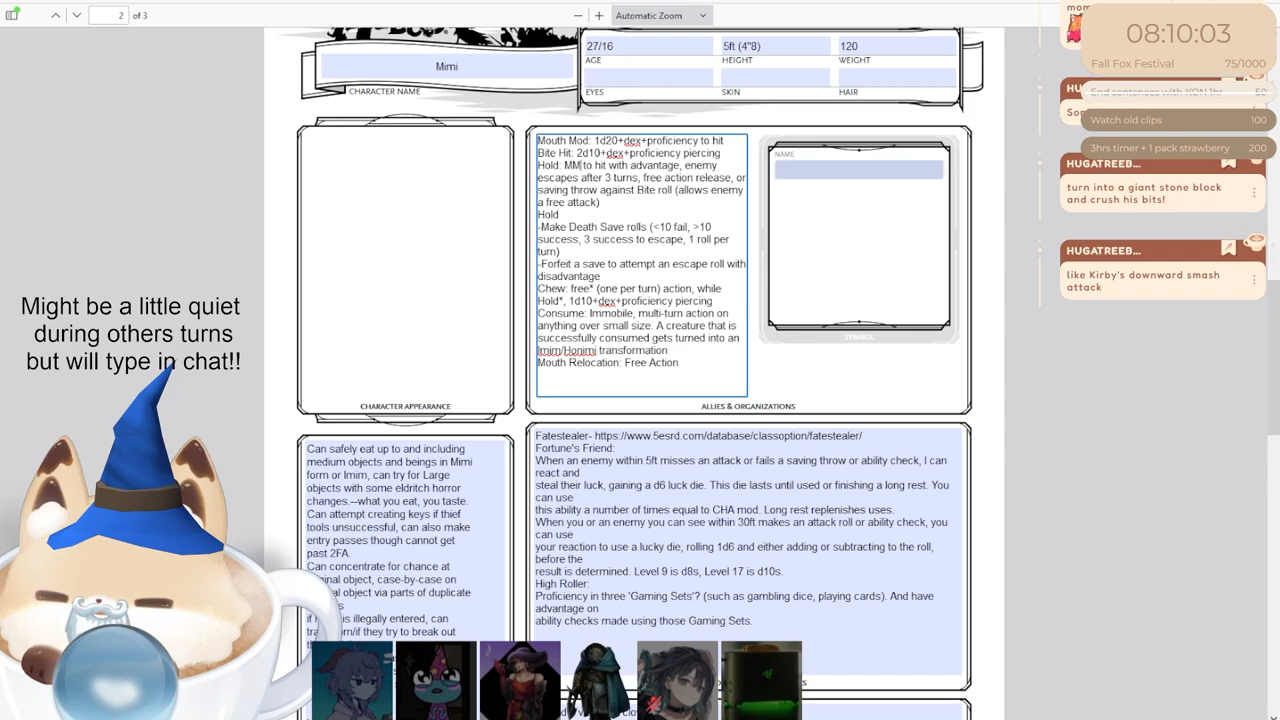 2
of 3
Automatic Zoom
27/16
5ft (4"8)
120
AGE
HEIGHT
WEIGHT
Mimi
CHARACTER NAME
EYES
SKIN
HAIR
Mouth Mod: 1d20+dex+proficiency to hit
Bite Hit: 2d10+dex+proficiency piercing
Hold: MM to hit with advantage, enemy
escapes after 3 turns, free action release, or
saving throw against Bite roll (allows enemy
a free attack)
Hold
-Make Death Save rolls (<10 fail, >10
success, 3 success to escape, 1 roll per
turn)
-Forfeit a save to attempt an escape roll with
disadvantage
Chew: free* (one per turn) action, while
Hold*, 1d10+dex+proficiency piercing
Consume: Immobile, multi-turn action on
anything over small size. A creature that is
successfully consumed gets turned into an
Imim/Honimi transformation
Mouth Relocation: Free Action
NAME
SYMBOL
CHARACTER APPEARANCE
ALLIES & ORGANIZATIONS
Can safely eat up to and including
medium objects and beings in Mimi
form or Imim, can try for Large
objects with some eldritch horror
changes.--what you eat, you taste.
Can attempt creating keys if thief
tools unsuccessful, can also make
entry passes though cannot get
past 2FA.
Can concentrate for chance at
object, case-by-case on
object via parts of duplicate
if is illegally entered, can
if they try to break out
Fatestealer- https://www.5esrd.com/database/classoption/fatestealer/
Fortune's Friend:
When an enemy within 5ft misses an attack or fails a saving throw or ability check, I can
react and
steal their luck, gaining a d6 luck die. This die lasts until used or finishing a long rest. You
can use
this ability a number of times equal to CHA mod. Long rest replenishes uses.
When you or an enemy you can see within 30ft makes an attack roll or ability check, you
can use
your reaction to use a lucky die, rolling 1d6 and either adding or subtracting to the roll,
before the
result is determined. Level 9 is d8s, Level 17 is d10s.
High Roller:
Proficiency in three 'Gaming Sets'? (such as gambling dice, playing cards). And have
advantage on
ability checks made using those Gaming Sets.
Might be a little quiet
during others turns
but will type in chat!!
08:10:03
Fall Fox Festival
75/1000
End sentences with KON 1hr
50
Watch old clips
100
3hrs timer + 1 pack strawberry
200
HUGATREEB...
turn into a giant stone block
and crush his bits!
HUGATREEB...
like Kirby's downward smash
attack